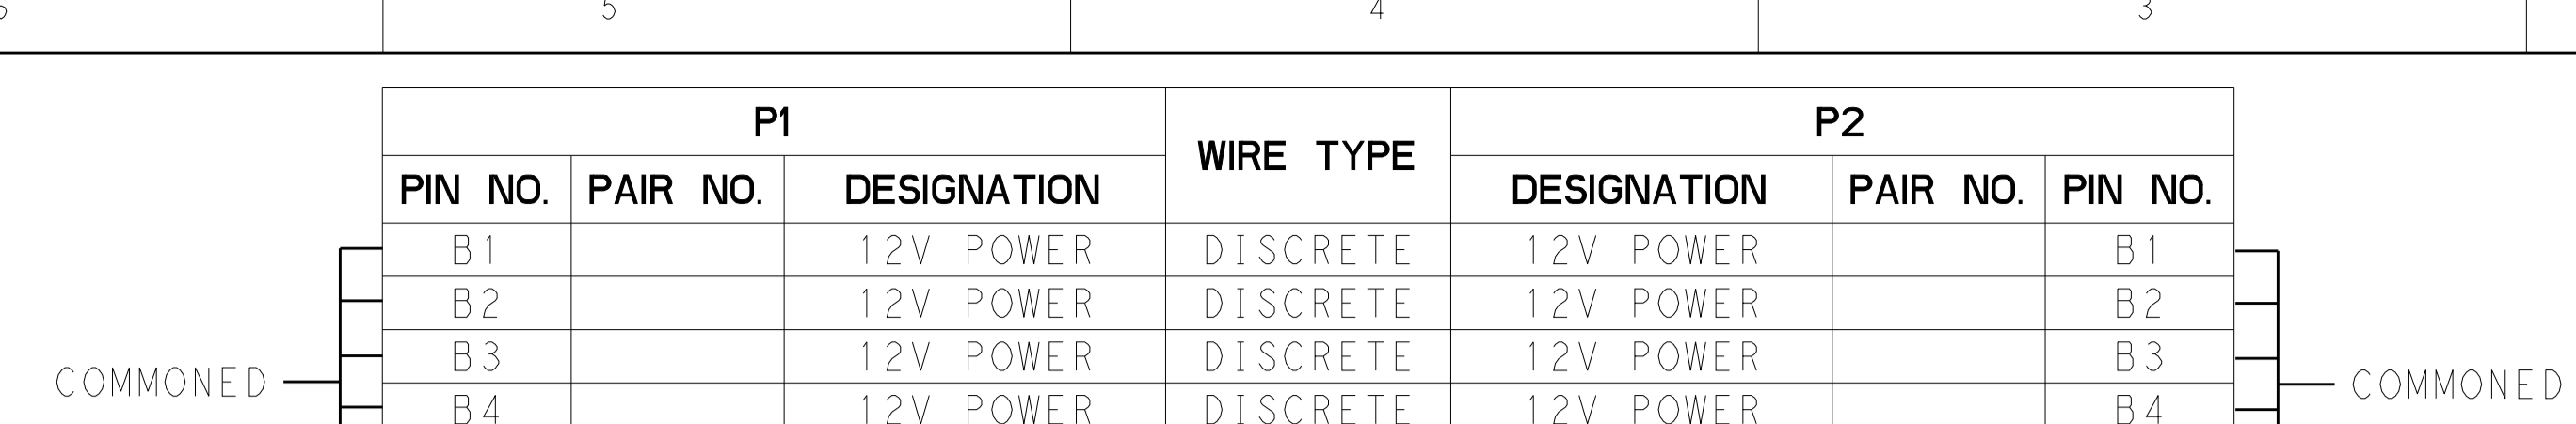 5 4 3
P1 WIRE TYPE P2
PIN NO. PAIR NO. DESIGNATION DESIGNATION PAIR NO. PIN NO.
B1 12V POWER DISCRETE 12V POWER B1
B2 12V POWER DISCRETE 12V POWER B2
B3 12V POWER DISCRETE 12V POWER B3
COMMONED COMMONED
B4 12V POWER DISCRETE 12V POWER B4